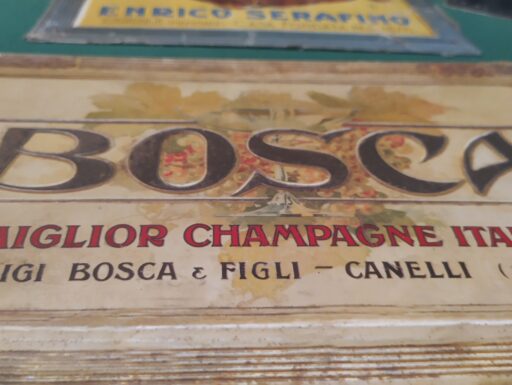 ENRICO SERAFINO
BOSCA
MIGLIOR CHAMPAGNE ITA
IGI BOSCA & FIGLI – CANELLI (